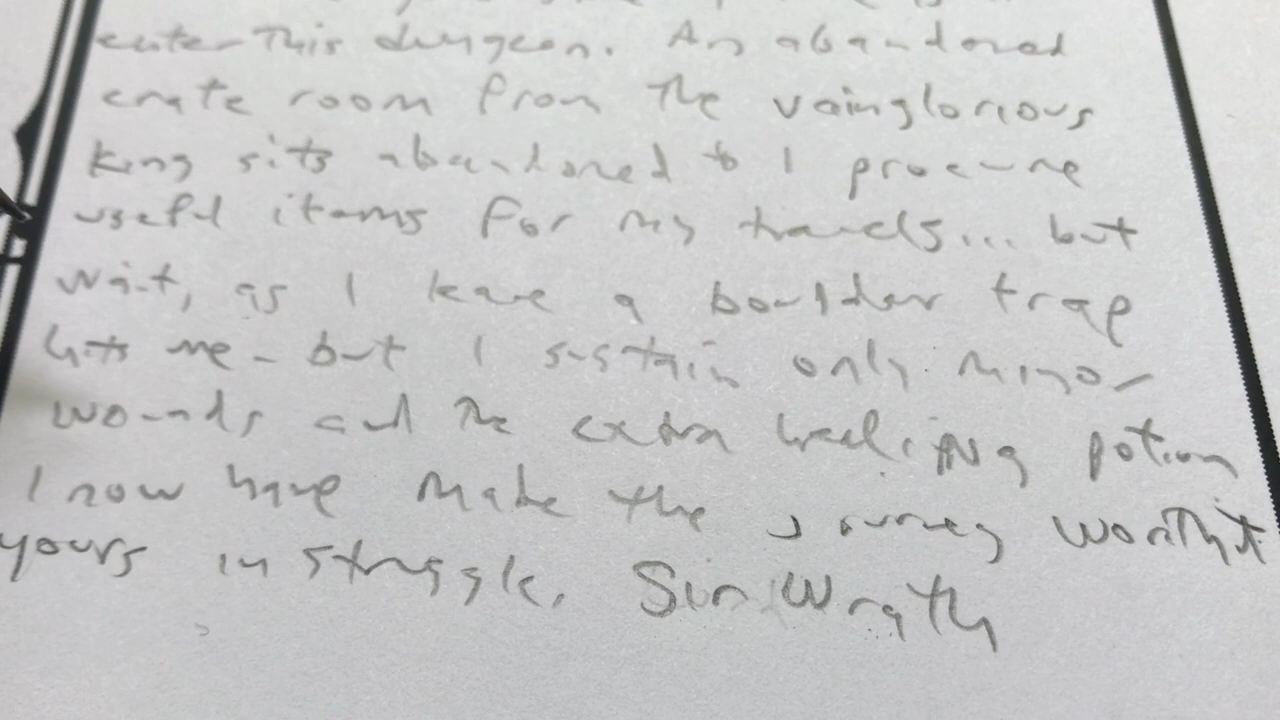 enter This dungeon. An abandoned
crate room from The vainglorious
King sits abandoned to I procure
useful items for my travels... but
wait, as I leave a boulder trap
hits me - but I sustain only minor
wounds and The extra healing potion
I now have make the journey worth it
yours in struggle, Sir Wrath